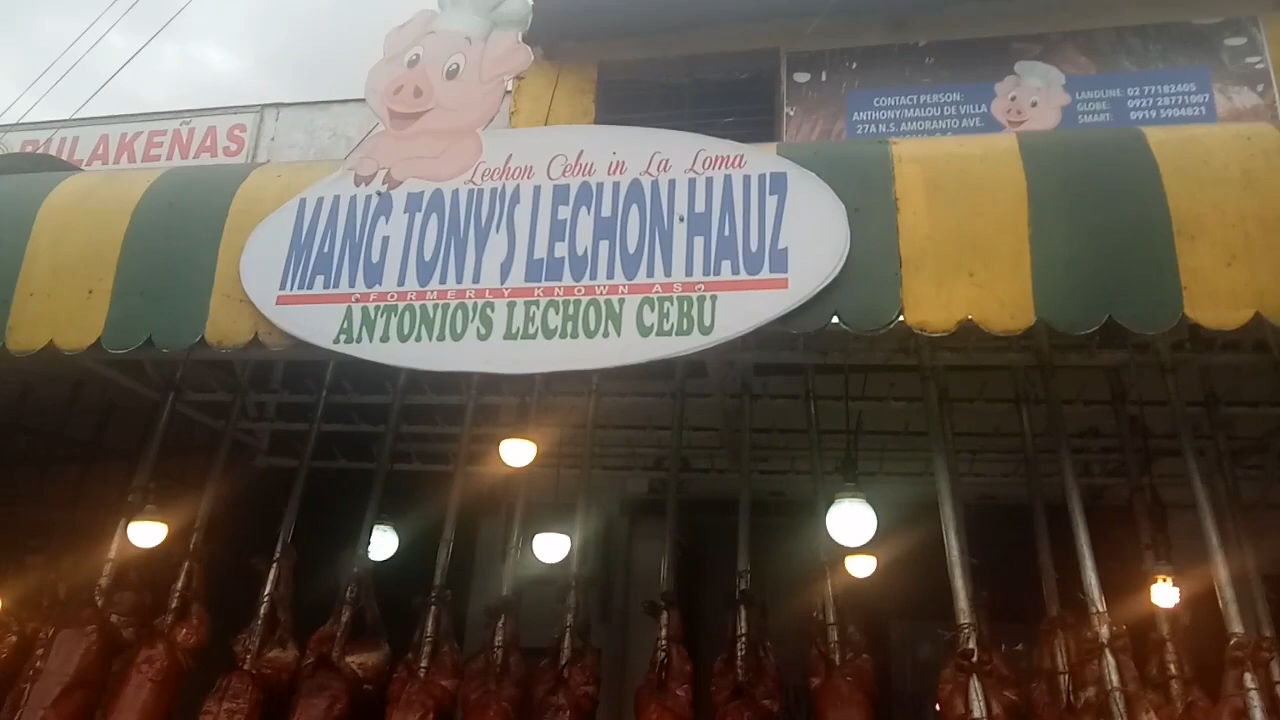 BULAKEÑAS
CONTACT PERSON:
ANTHONY/MALOU DE VILLA
27A N.S. AMORANTO AVE.
LANDLINE: 02 77182405
GLOBE: 0927 28771007
SMART: 0919 5904821
Lechon Cebu in La Loma
MANG TONY'S LECHON HAUZ
FORMERLY KNOWN AS
ANTONIO'S LECHON CEBU